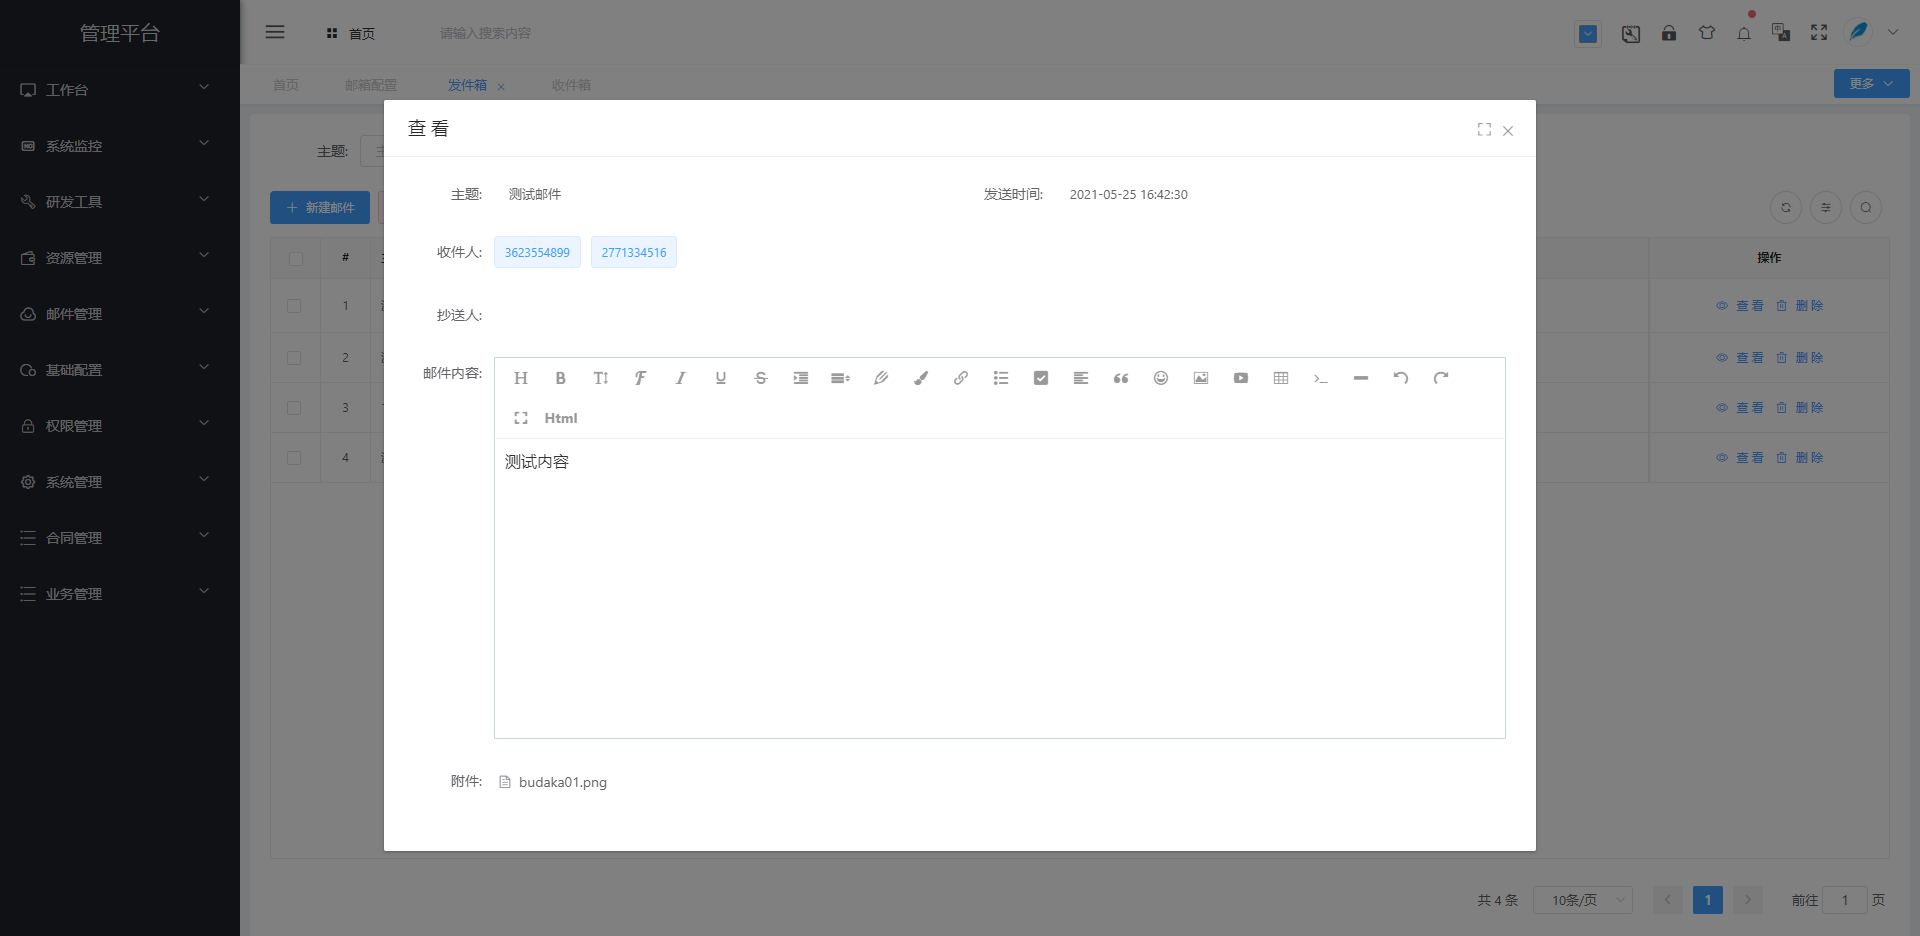 管理平台
首页
请输入搜索内容
首页
邮箱配置
发件箱
收件箱
更多
工作台
系统监控
研发工具
资源管理
邮件管理
基础配置
权限管理
系统管理
合同管理
业务管理
主题:
新建邮件
查 看
主题:
测试邮件
发送时间:
2021-05-25 16:42:30
收件人:
3623554899
2771334516
抄送人:
邮件内容:
Html
测试内容
附件:
budaka01.png
#
操作
1
查 看
删 除
2
查 看
删 除
3
查 看
删 除
4
查 看
删 除
共 4 条
10条/页
1
前往
1
页